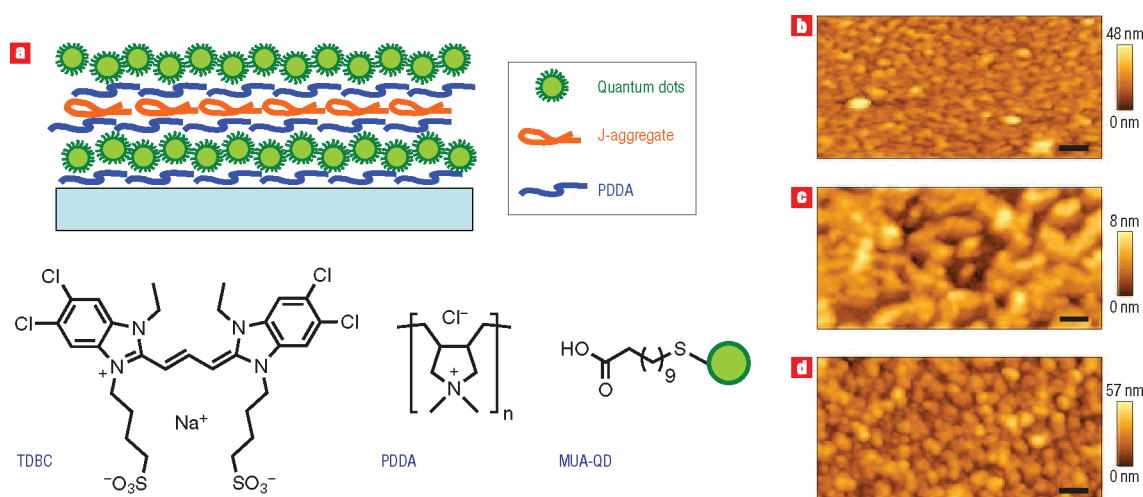 a
Quantum dots
J-aggregate
PDDA
Cl
Cl
N
N
Cl
Cl
N
+
N
Na⁺
⁻O₃S
SO₃⁻
TDBC
Cl⁻
+
N
n
PDDA
HO
O
9
S
MUA-QD
b
48 nm
0 nm
c
8 nm
0 nm
d
57 nm
0 nm